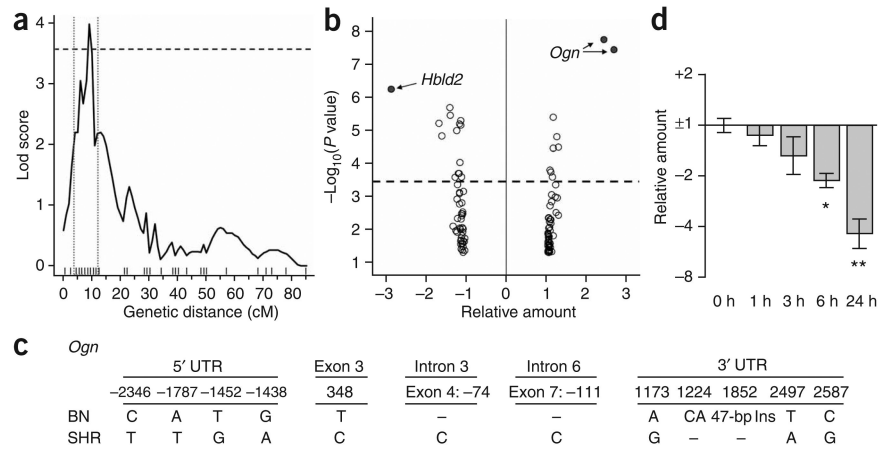 a
4
3
2
1
0
Lod score
0 10 20 30 40 50 60 70 80
Genetic distance (cM)
b
8
7
6
5
4
3
2
1
–Log10(P value)
Hbld2
Ogn
–3 –2 –1 0 1 2 3
Relative amount
d
+2
±1
–2
–4
–8
Relative amount
*
**
0 h 1 h 3 h 6 h 24 h
c
Ogn
5′ UTR Exon 3 Intron 3 Intron 6 3′ UTR
–2346 –1787 –1452 –1438 348 Exon 4: –74 Exon 7: –111 1173 1224 1852 2497 2587
BN C A T G T – – A CA 47-bp Ins T C
SHR T T G A C C C G – – A G